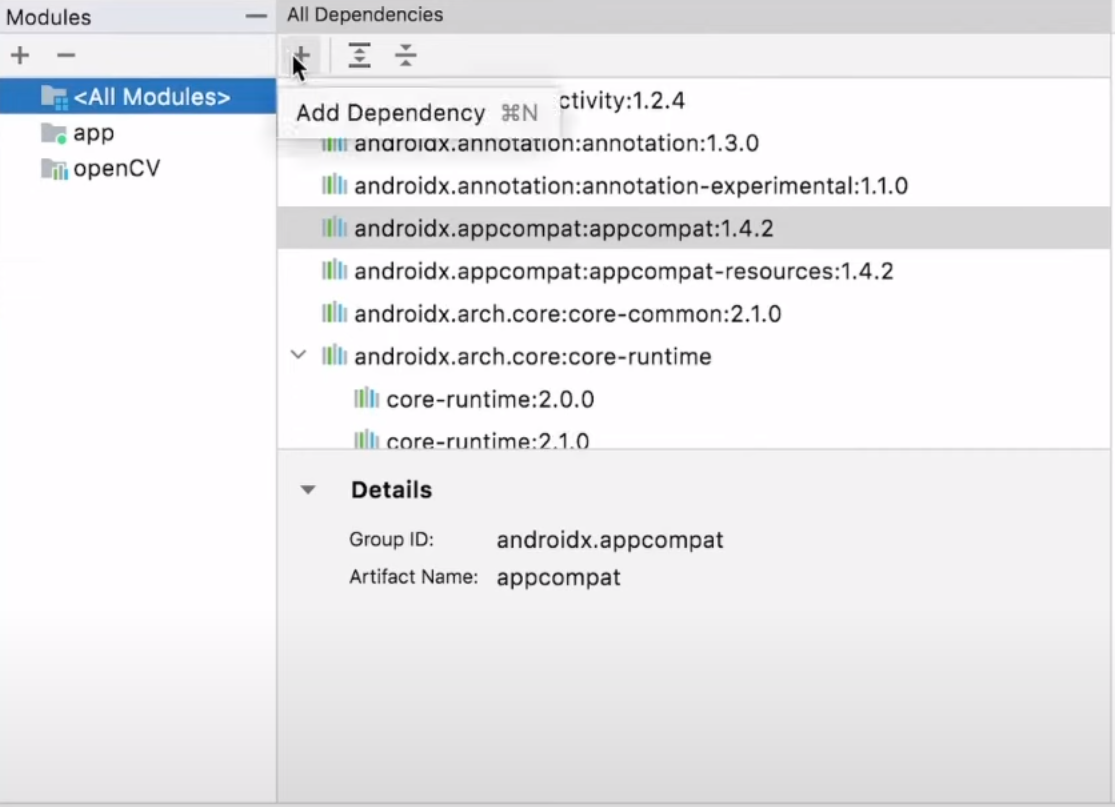 Modules
All Dependencies
<All Modules>
app
openCV
Add Dependency ⌘N
ctivity:1.2.4
androidx.annotation:annotation:1.3.0
androidx.annotation:annotation-experimental:1.1.0
androidx.appcompat:appcompat:1.4.2
androidx.appcompat:appcompat-resources:1.4.2
androidx.arch.core:core-common:2.1.0
androidx.arch.core:core-runtime
core-runtime:2.0.0
core-runtime:2.1.0
Details
Group ID: androidx.appcompat
Artifact Name: appcompat